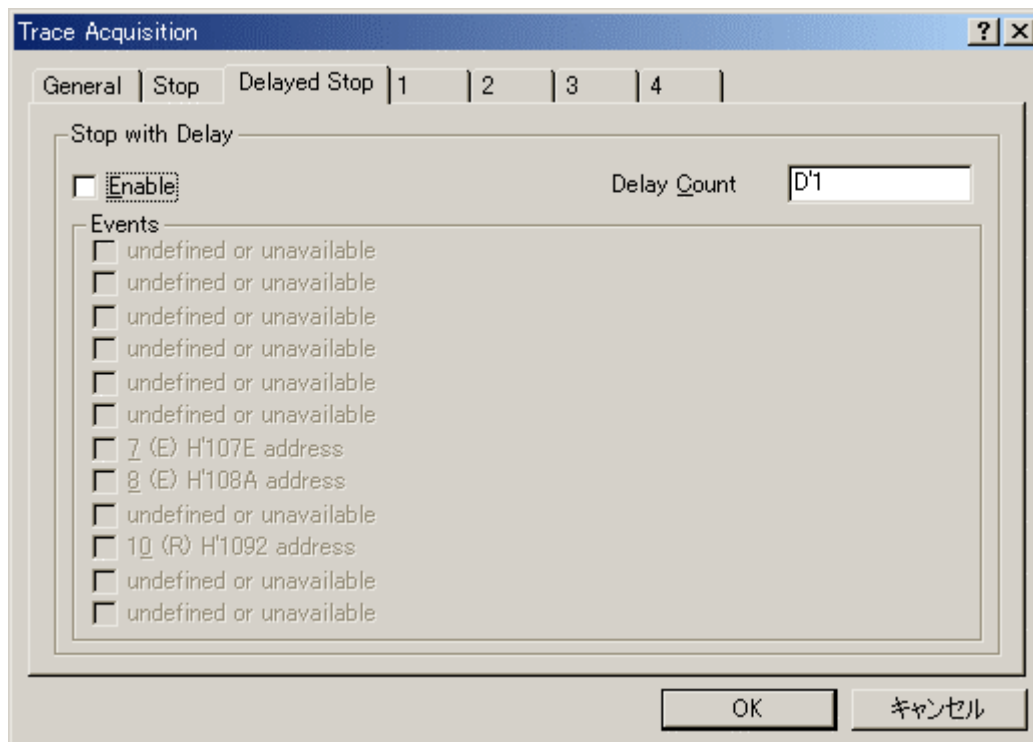 Trace Acquisition
General Stop Delayed Stop 1 2 3 4
Stop with Delay
Enable Delay Count D'1
Events
undefined or unavailable
undefined or unavailable
undefined or unavailable
undefined or unavailable
undefined or unavailable
undefined or unavailable
7 (E) H'107E address
8 (E) H'108A address
undefined or unavailable
10 (R) H'1092 address
undefined or unavailable
undefined or unavailable
OK キャンセル